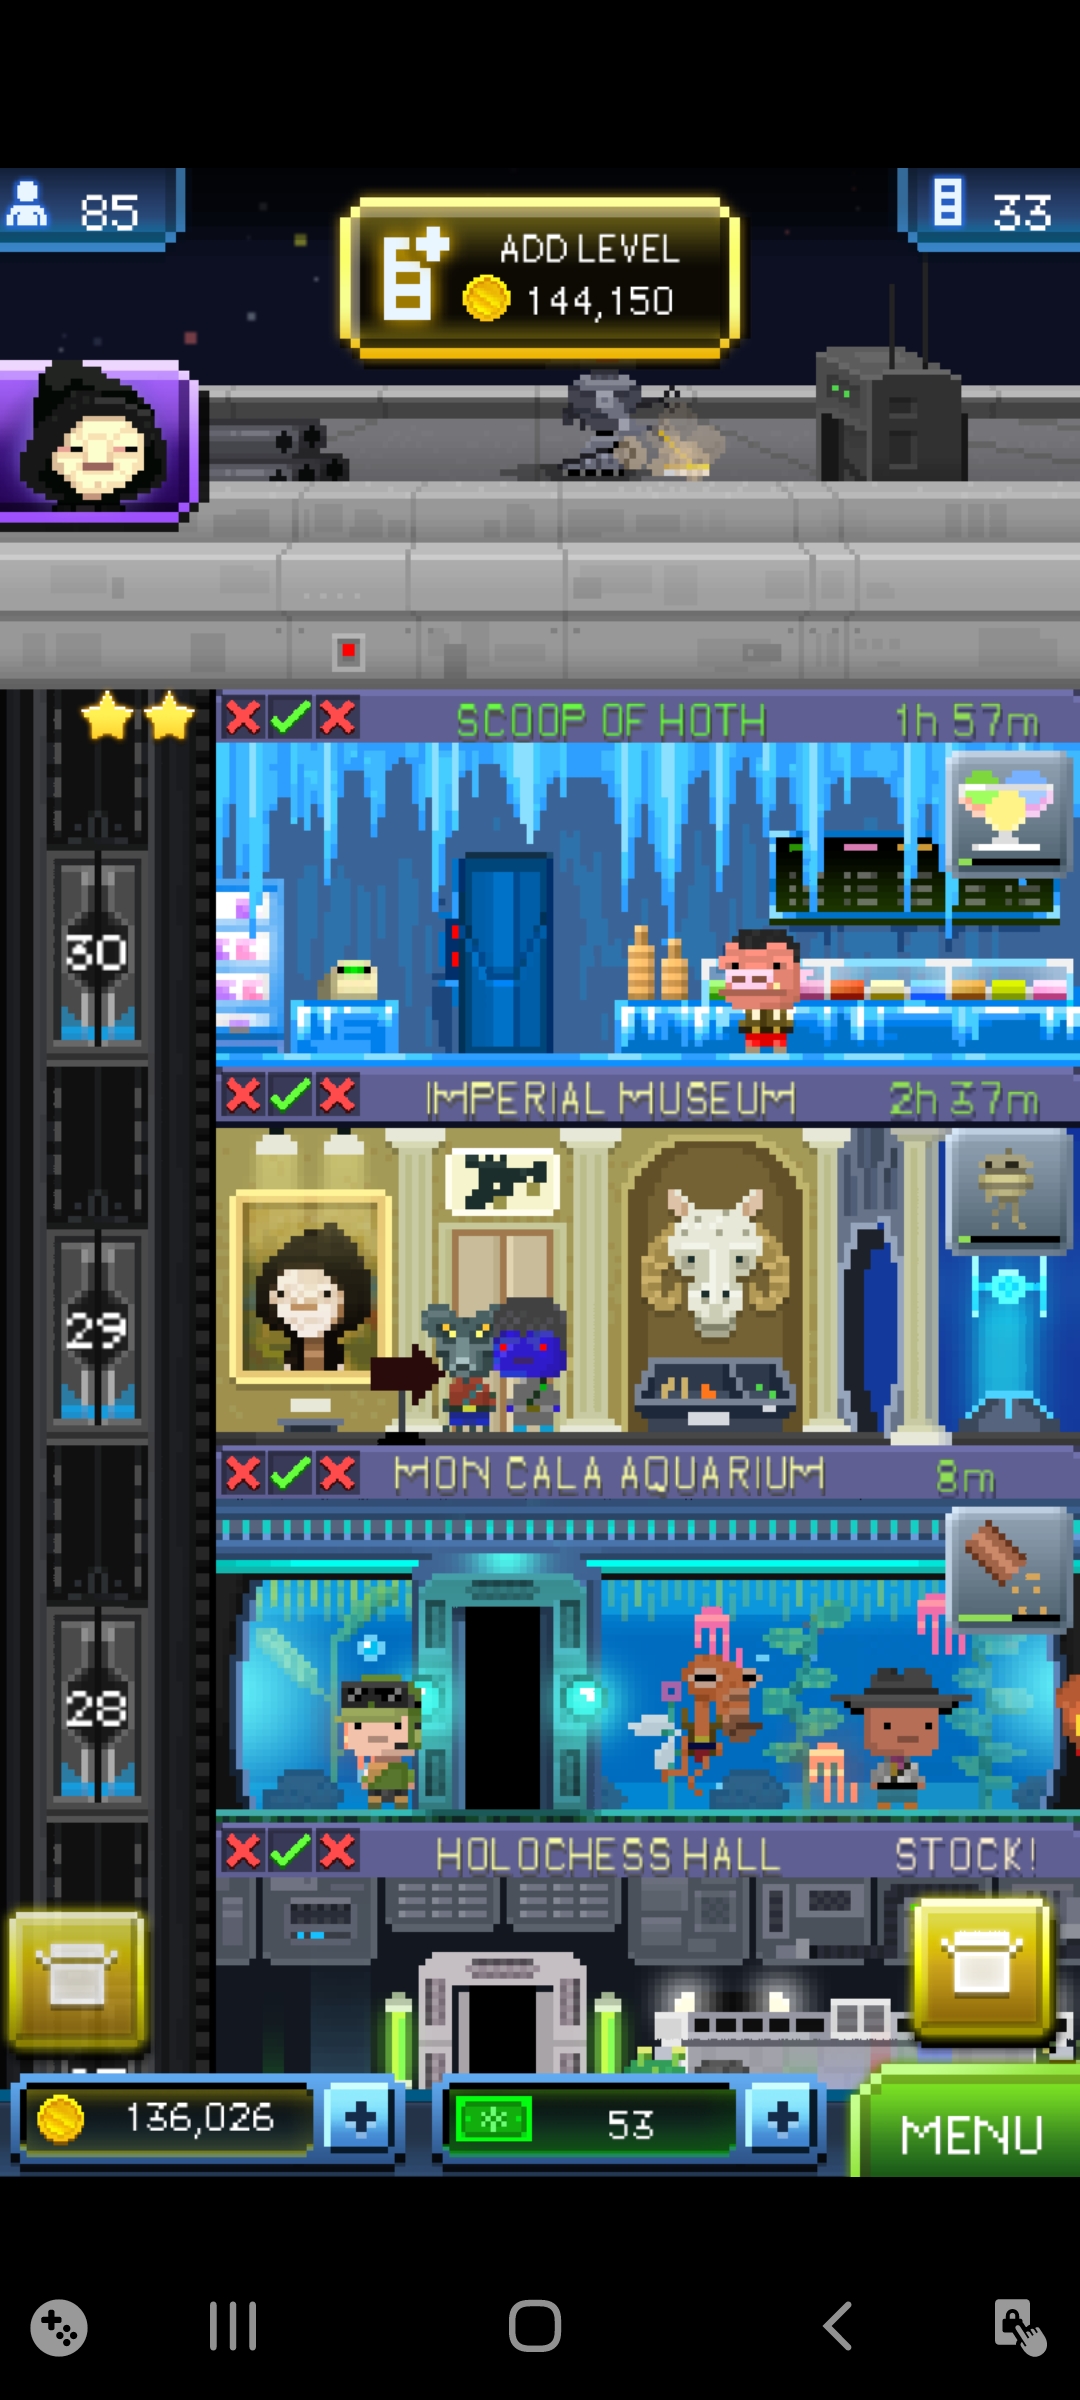 85
ADD LEVEL
144,150
33
SCOOP OF HOTH 1h 57m
30
IMPERIAL MUSEUM 2h 37m
29
MON CALA AQUARIUM 8m
28
HOLOCHESS HALL STOCK!
136,026
53
MENU